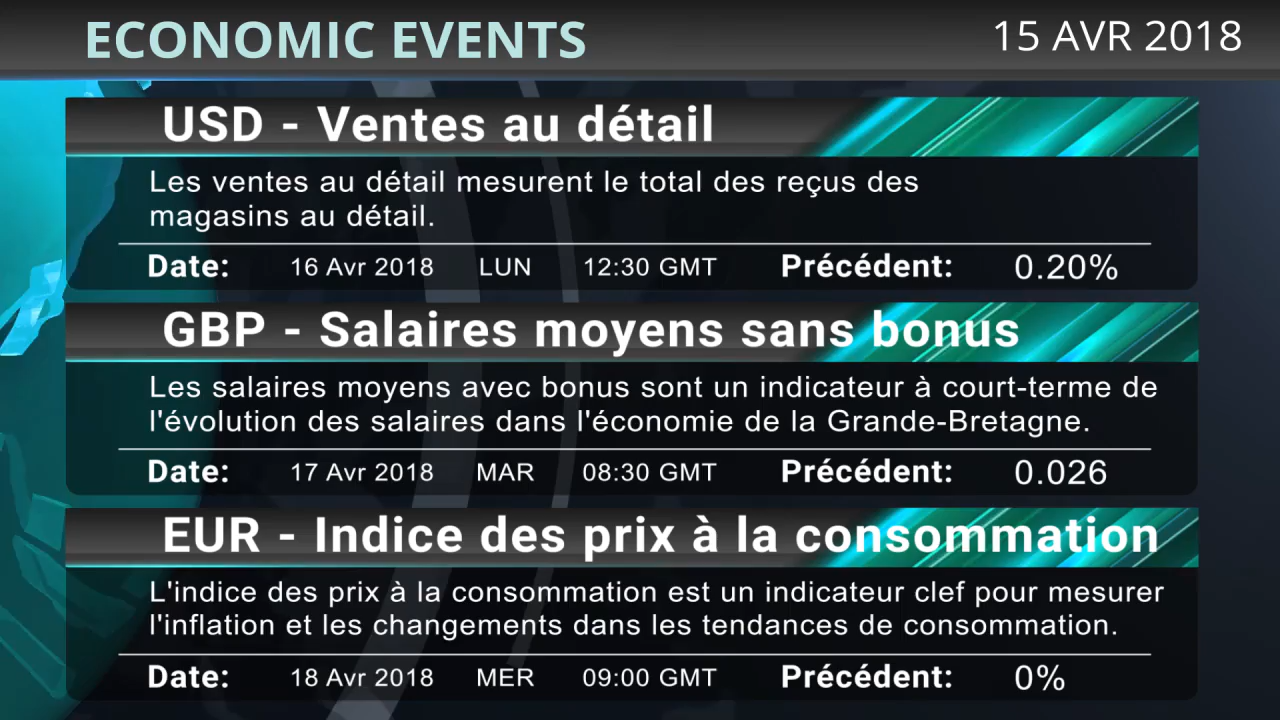 ECONOMIC EVENTS
15 AVR 2018
USD - Ventes au détail
Les ventes au détail mesurent le total des reçus des
magasins au détail.
Date: 16 Avr 2018 LUN 12:30 GMT Précédent: 0.20%
GBP - Salaires moyens sans bonus
Les salaires moyens avec bonus sont un indicateur à court-terme de
l'évolution des salaires dans l'économie de la Grande-Bretagne.
Date: 17 Avr 2018 MAR 08:30 GMT Précédent: 0.026
EUR - Indice des prix à la consommation
L'indice des prix à la consommation est un indicateur clef pour mesurer
l'inflation et les changements dans les tendances de consommation.
Date: 18 Avr 2018 MER 09:00 GMT Précédent: 0%